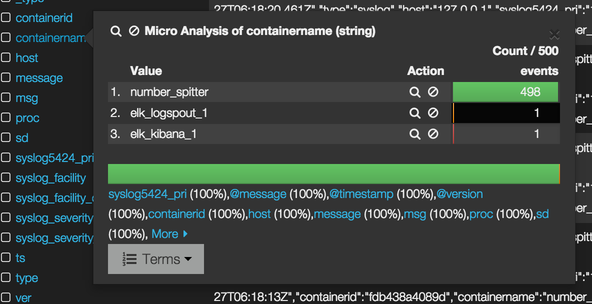 _type
27T06:18:20.461Z","type":"syslog","host":"127.0.0.1","syslog5424_pri":"
containerid
containername
Micro Analysis of containername (string)
host
Count / 500
message
Value
Action
events
msg
1. number_spitter
498
proc
2. elk_logspout_1
1
sd
3. elk_kibana_1
1
syslog5424_pri
syslog_facility
syslog5424_pri (100%),@message (100%),@timestamp (100%),@version
syslog_facility_
syslog_severity
(100%),containerid (100%),host (100%),message (100%),msg (100%),proc (100%),sd
syslog_severity
(100%), More
ts
Terms
type
ver
27T06:18:13Z","containerid":"fdb438a4089d","containername":"number_